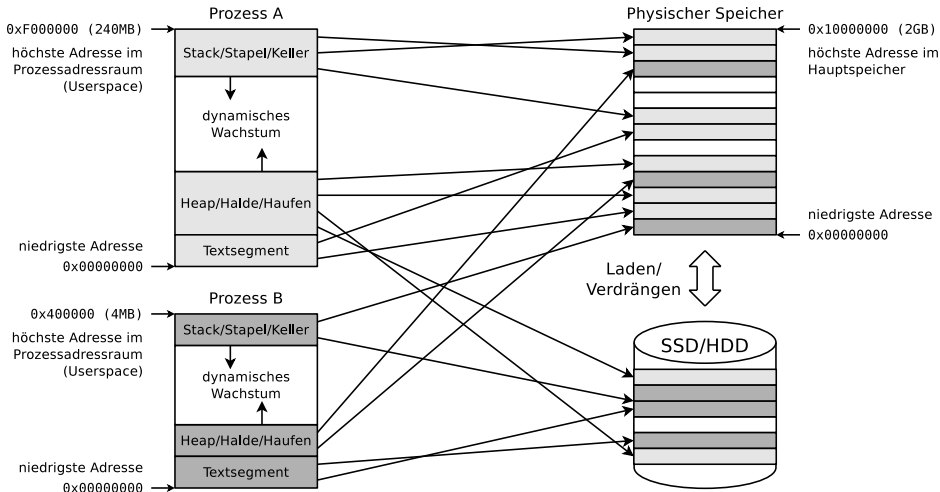 Prozess A
0xF000000 (240MB)
höchste Adresse im
Prozessadressraum
(Userspace)
Stack/Stapel/Keller
dynamisches
Wachstum
Heap/Halde/Haufen
Textsegment
niedrigste Adresse
0x00000000
Prozess B
0x400000 (4MB)
höchste Adresse im
Prozessadressraum
(Userspace)
Stack/Stapel/Keller
dynamisches
Wachstum
Heap/Halde/Haufen
Textsegment
niedrigste Adresse
0x00000000
Physischer Speicher
0x10000000 (2GB)
höchste Adresse im
Hauptspeicher
niedrigste Adresse
0x00000000
Laden/
Verdrängen
SSD/HDD